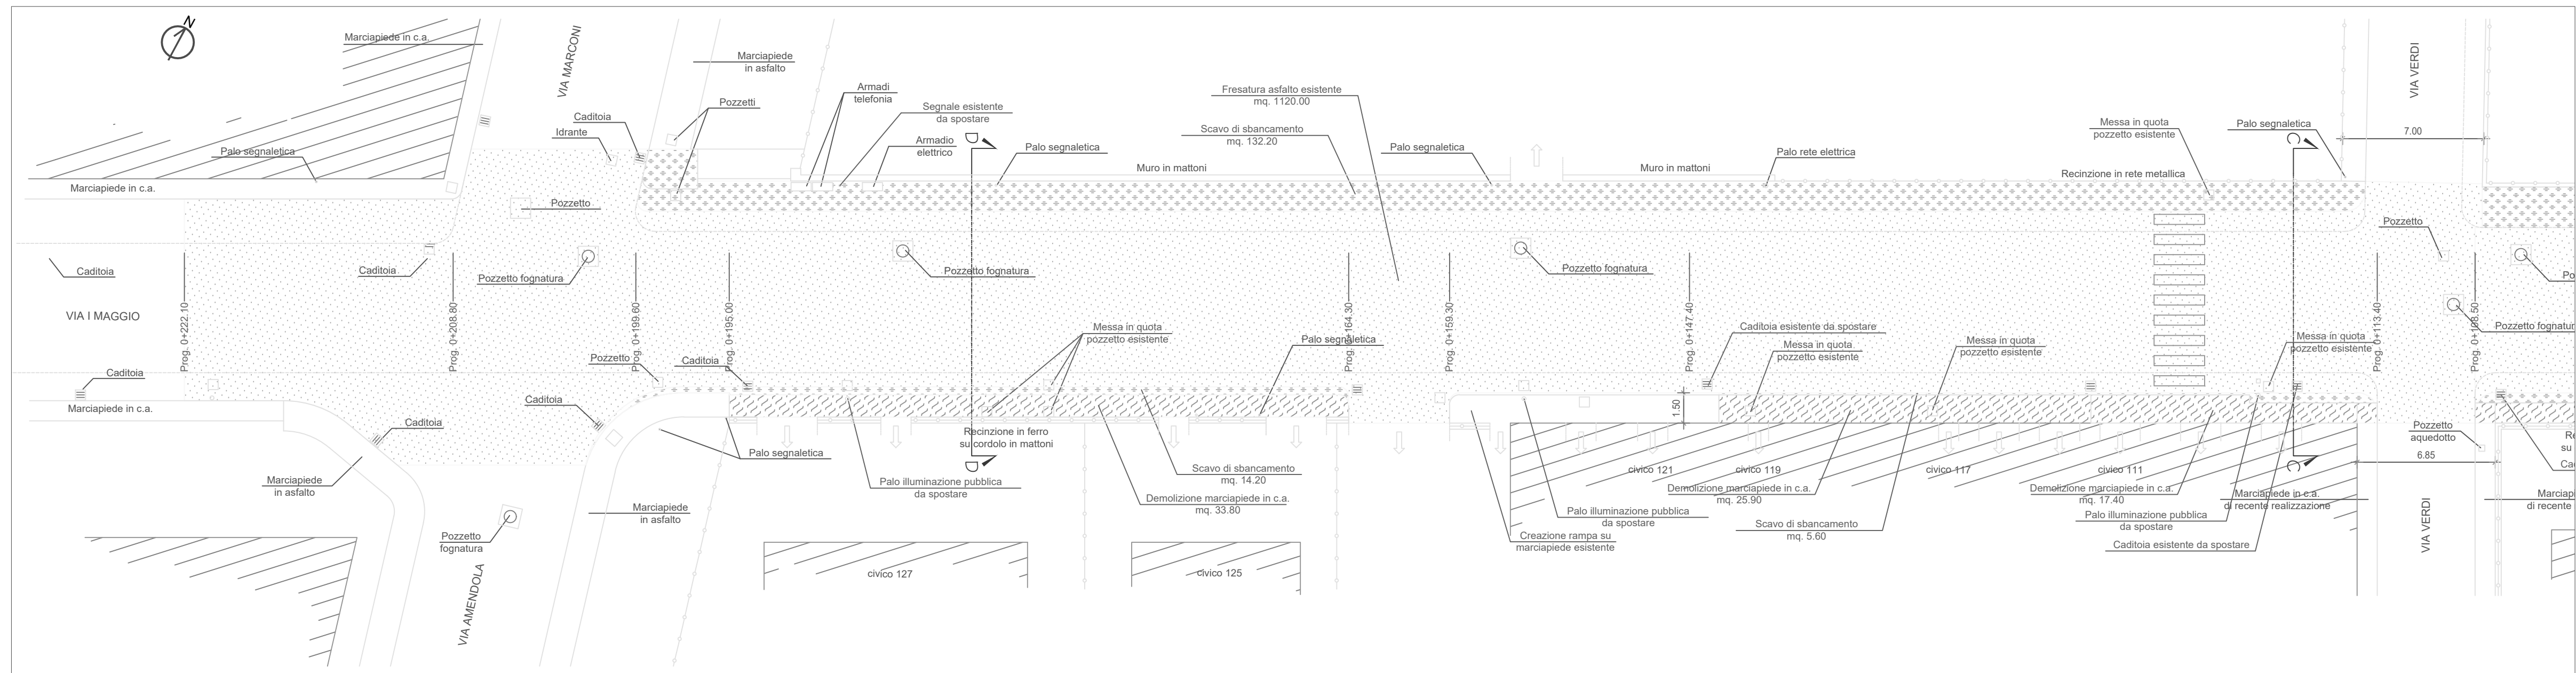 N
Marciapiede in c.a.
VIA MARCONI
Marciapiede
in asfalto
Armadi
telefonia
Pozzetti
Segnale esistente
da spostare
Caditoia
Idrante
Armadio
elettrico
D
Palo segnaletica
Fresatura asfalto esistente
mq. 1120.00
Scavo di sbancamento
mq. 132.20
Palo segnaletica
Muro in mattoni
Palo segnaletica
Muro in mattoni
Palo rete elettrica
Recinzione in rete metallica
Messa in quota
pozzetto esistente
Palo segnaletica
C
VIA VERDI
7.00
Marciapiede in c.a.
Pozzetto
Pozzetto
Caditoia
Caditoia
Pozzetto fognatura
Pozzetto fognatura
Pozzetto fognatura
Po
VIA I MAGGIO
Prog. 0+222.10
Prog. 0+208.80
Prog. 0+199.60
Prog. 0+195.00
Prog. 0+164.30
Prog. 0+159.30
Prog. 0+147.40
Prog. 0+113.40
Prog. 0+108.50
Pozzetto fognatur
Messa in quota
pozzetto esistente
Palo segnaletica
Caditoia esistente da spostare
Messa in quota
pozzetto esistente
Messa in quota
pozzetto esistente
Messa in quota
pozzetto esistente
Pozzetto
Caditoia
Caditoia
Marciapiede in c.a.
Caditoia
Caditoia
1.50
Recinzione in ferro
su cordolo in mattoni
D
Palo segnaletica
Pozzetto
aquedotto
6.85
Re
su
Cad
Marciapiede
in asfalto
Palo illuminazione pubblica
da spostare
Scavo di sbancamento
mq. 14.20
Demolizione marciapiede in c.a.
mq. 33.80
civico 121
civico 119
civico 117
civico 111
C
Demolizione marciapiede in c.a.
mq. 25.90
Demolizione marciapiede in c.a.
mq. 17.40
Marciapiede in c.a.
di recente realizzazione
Marciapi
di recente
Marciapiede
in asfalto
Palo illuminazione pubblica
da spostare
Scavo di sbancamento
mq. 5.60
Palo illuminazione pubblica
da spostare
Creazione rampa su
marciapiede esistente
Caditoia esistente da spostare
VIA VERDI
Pozzetto
fognatura
civico 127
civico 125
VIA AMENDOLA